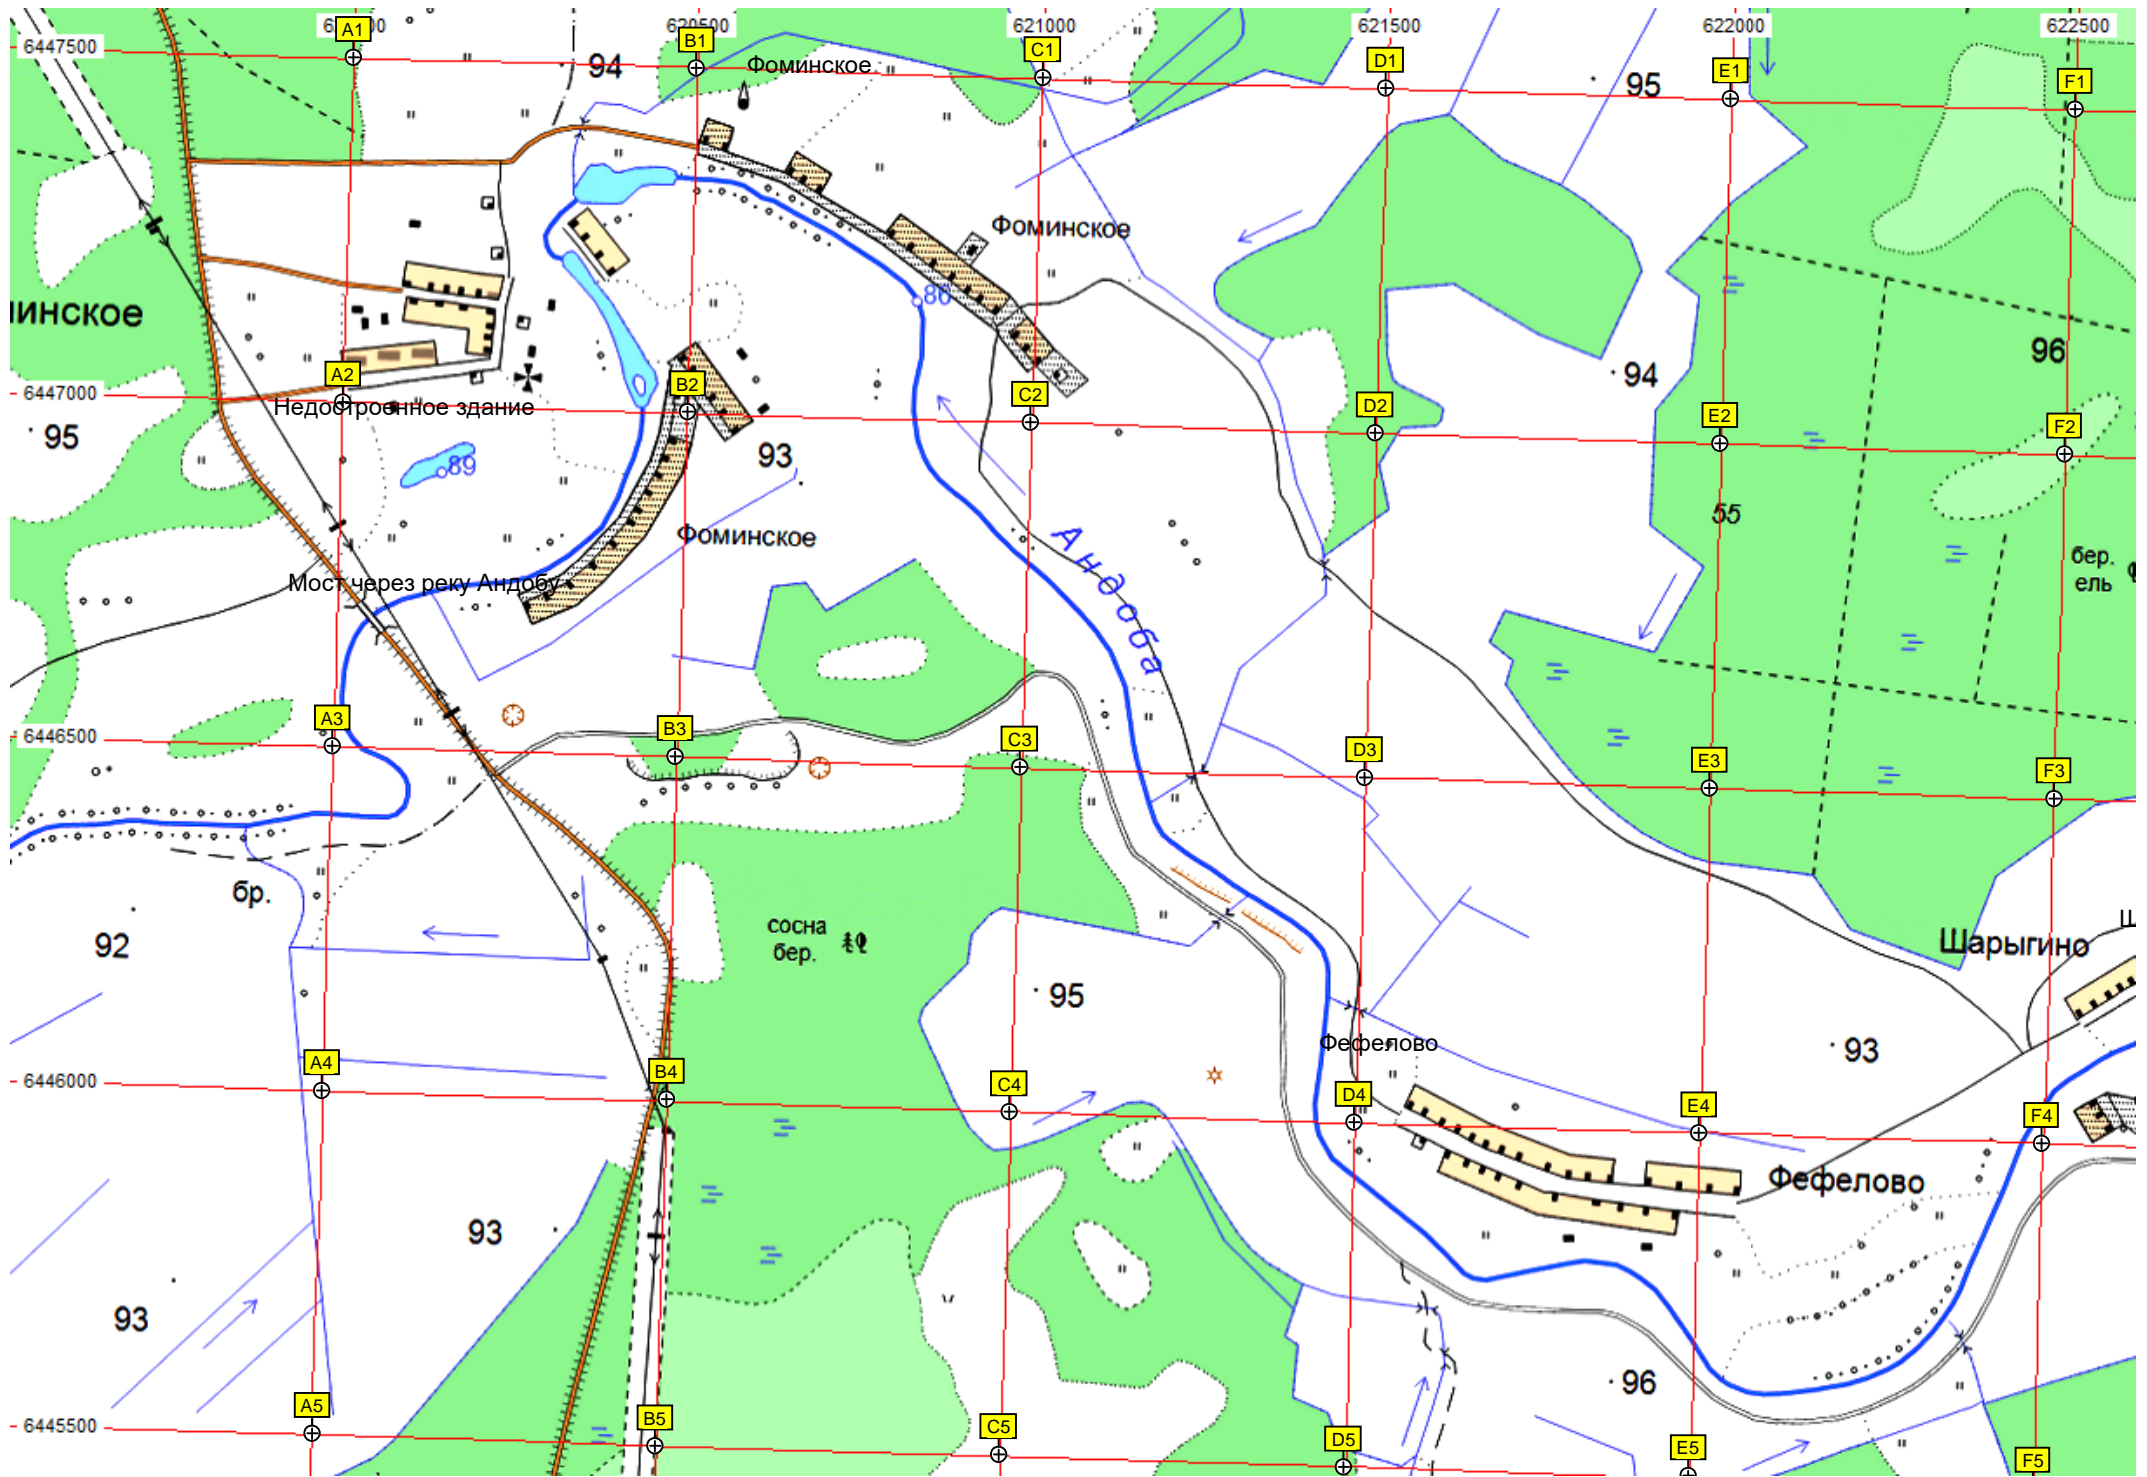 620500
621000
621500
622000
622500
A1
B1
C1
D1
E1
F1
6447500
94
Фоминское
95
Фоминское
86
минское
96
94
A2
B2
C2
D2
E2
F2
6447000
Недостроенное здание
95
89
93
55
Фоминское
Андоба
бер.
ель
Мост через реку Андобу
A3
B3
C3
D3
E3
F3
6446500
бр.
сосна
бер.
92
Шарыгино
95
93
Фефелово
A4
B4
C4
D4
E4
F4
6446000
Фефелово
93
93
96
A5
B5
C5
D5
E5
F5
6445500